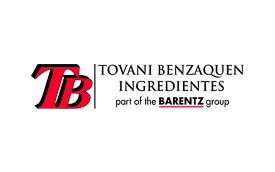 TB
TOVANI BENZAQUEN
INGREDIENTES
part of the BARENTZ group